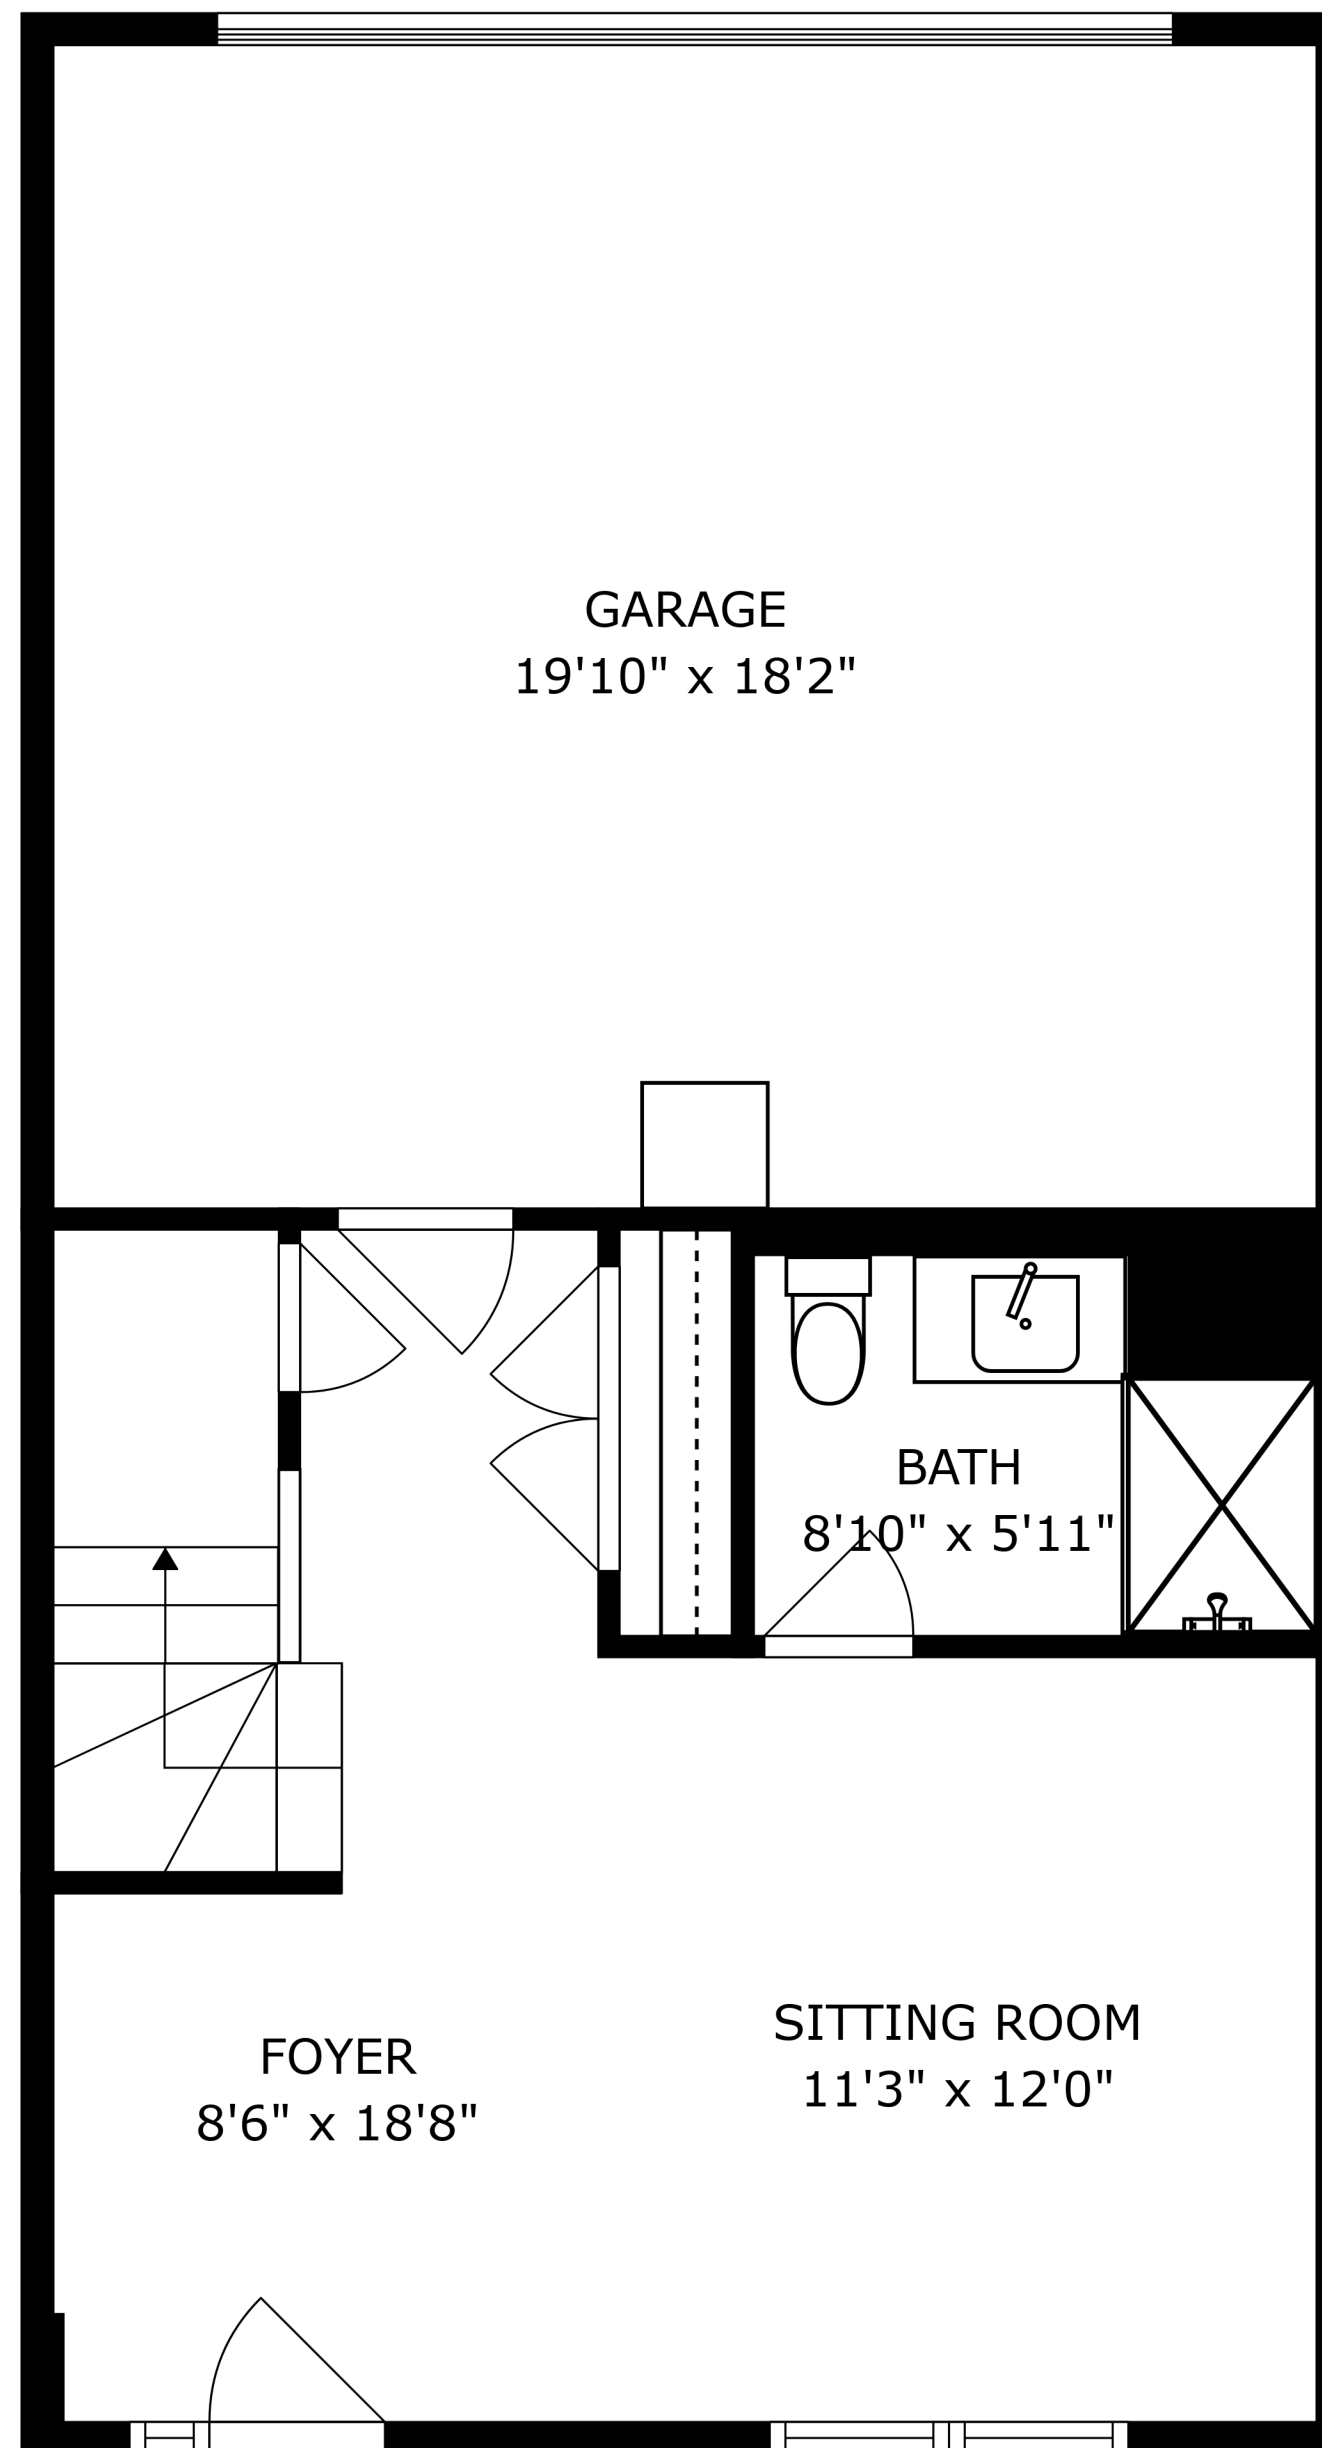 GARAGE
19'10" x 18'2"
BATH
8'10" x 5'11"
SITTING ROOM
11'3" x 12'0"
FOYER
8'6" x 18'8"